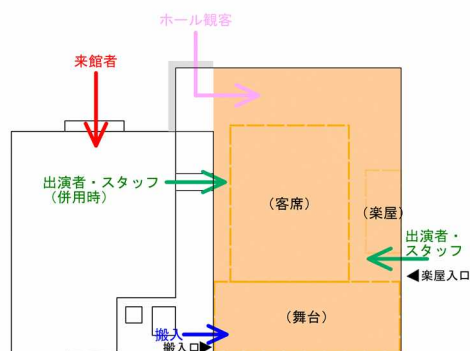 ホール観客
来館者
出演者・スタッフ
（併用時）
（客席）
（楽屋）
出演者・
スタッフ
◀楽屋入口
（舞台）
搬入
搬入口▶